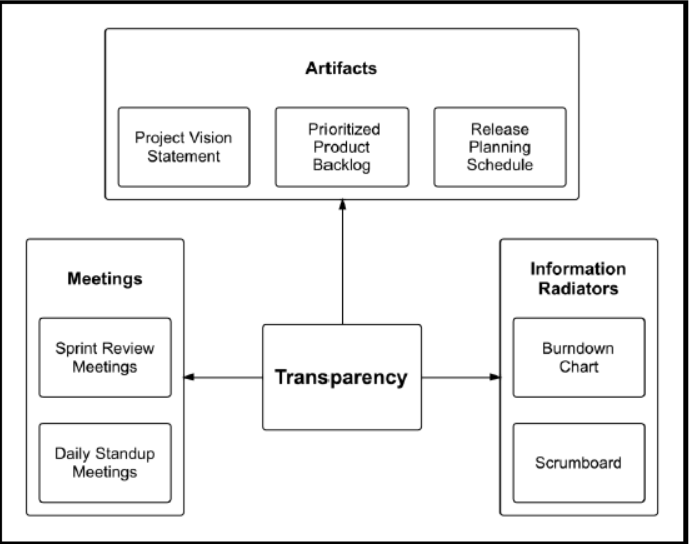 Artifacts
Project Vision
Statement
Prioritized
Product
Backlog
Release
Planning
Schedule
Meetings
Sprint Review
Meetings
Daily Standup
Meetings
Transparency
Information
Radiators
Burndown
Chart
Scrumboard